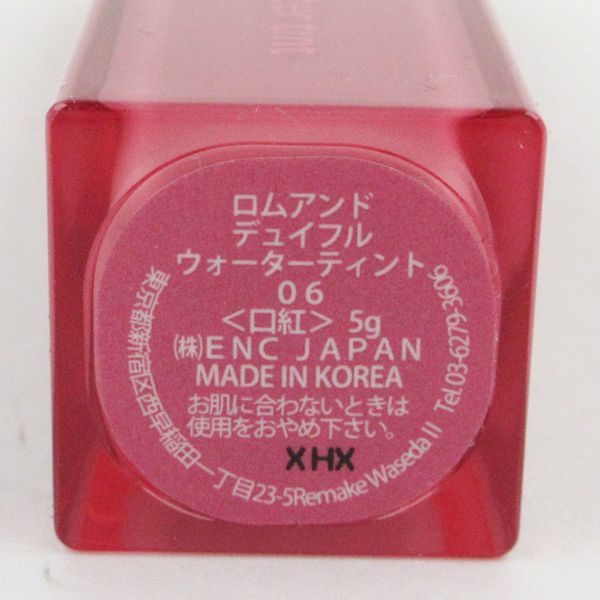 ロムアンド
デュイフル
ウォーターティント
06
＜口紅＞ 5g
㈱ENC JAPAN
MADE IN KOREA
お肌に合わないときは
使用をおやめ下さい。
XHX
東京都新宿区西早稲田一丁目23-5Remake Waseda II Tel.03-6279-3606